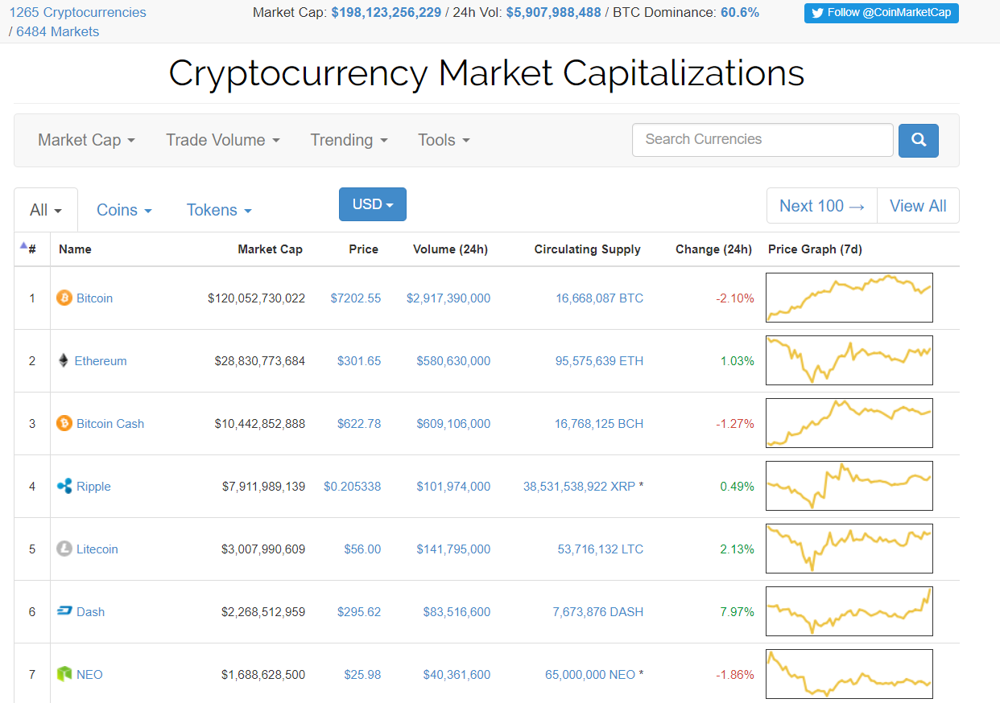 1265 Cryptocurrencies Market Cap: $198,123,256,229 / 24h Vol: $5,907,988,488 / BTC Dominance: 60.6% Follow @CoinMarketCap
/ 6484 Markets
Cryptocurrency Market Capitalizations
Market Cap Trade Volume Trending Tools Search Currencies
All Coins Tokens USD Next 100 → View All
# Name Market Cap Price Volume (24h) Circulating Supply Change (24h) Price Graph (7d)
1 Bitcoin $120,052,730,022 $7202.55 $2,917,390,000 16,668,087 BTC -2.10%
2 Ethereum $28,830,773,684 $301.65 $580,630,000 95,575,639 ETH 1.03%
3 Bitcoin Cash $10,442,852,888 $622.78 $609,106,000 16,768,125 BCH -1.27%
4 Ripple $7,911,989,139 $0.205338 $101,974,000 38,531,538,922 XRP * 0.49%
5 Litecoin $3,007,990,609 $56.00 $141,795,000 53,716,132 LTC 2.13%
6 Dash $2,268,512,959 $295.62 $83,516,600 7,673,876 DASH 7.97%
7 NEO $1,688,628,500 $25.98 $40,361,600 65,000,000 NEO * -1.86%